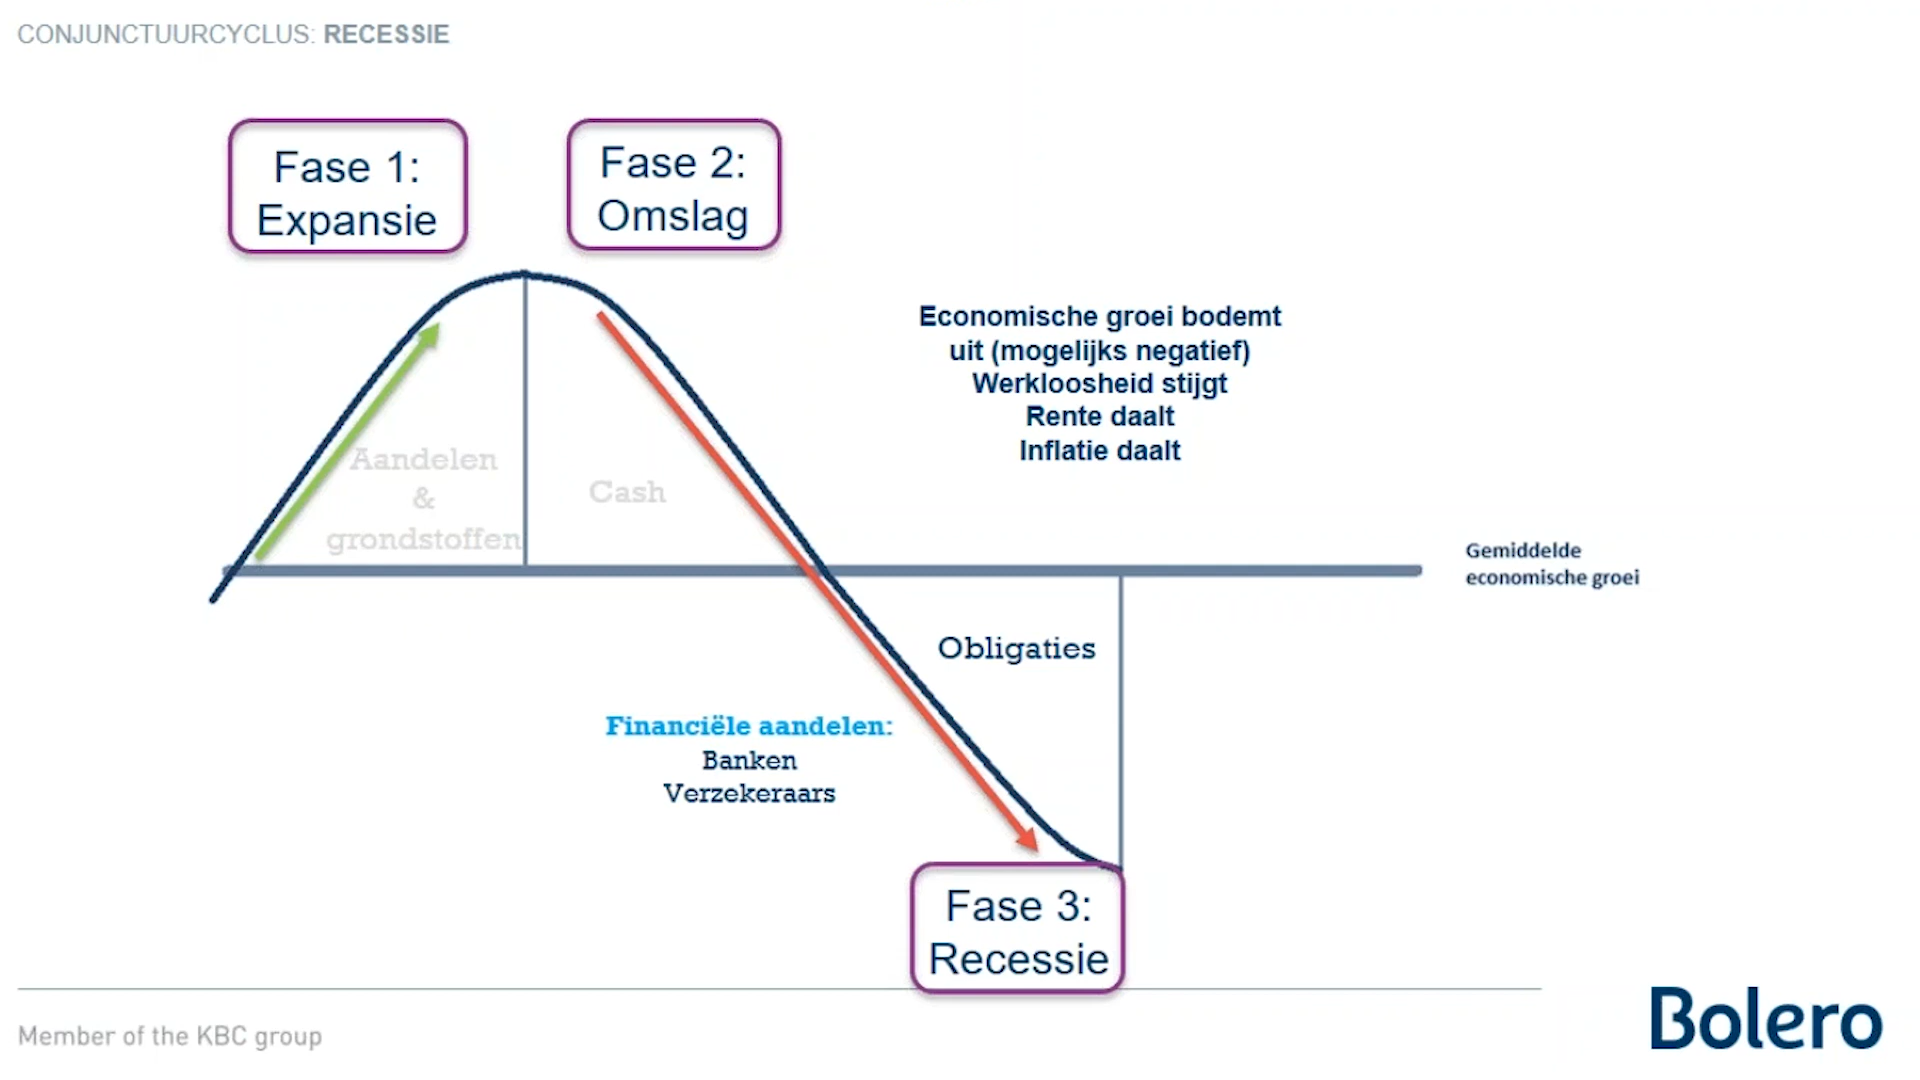 CONJUNCTUURCYCLUS: RECESSIE
Fase 1:
Expansie
Fase 2:
Omslag
Economische groei bodemt
uit (mogelijks negatief)
Werkloosheid stijgt
Rente daalt
Inflatie daalt
Aandelen
&
grondstoffen
Cash
Gemiddelde
economische groei
Obligaties
Financiële aandelen:
Banken
Verzekeraars
Fase 3:
Recessie
Member of the KBC group
Bolero